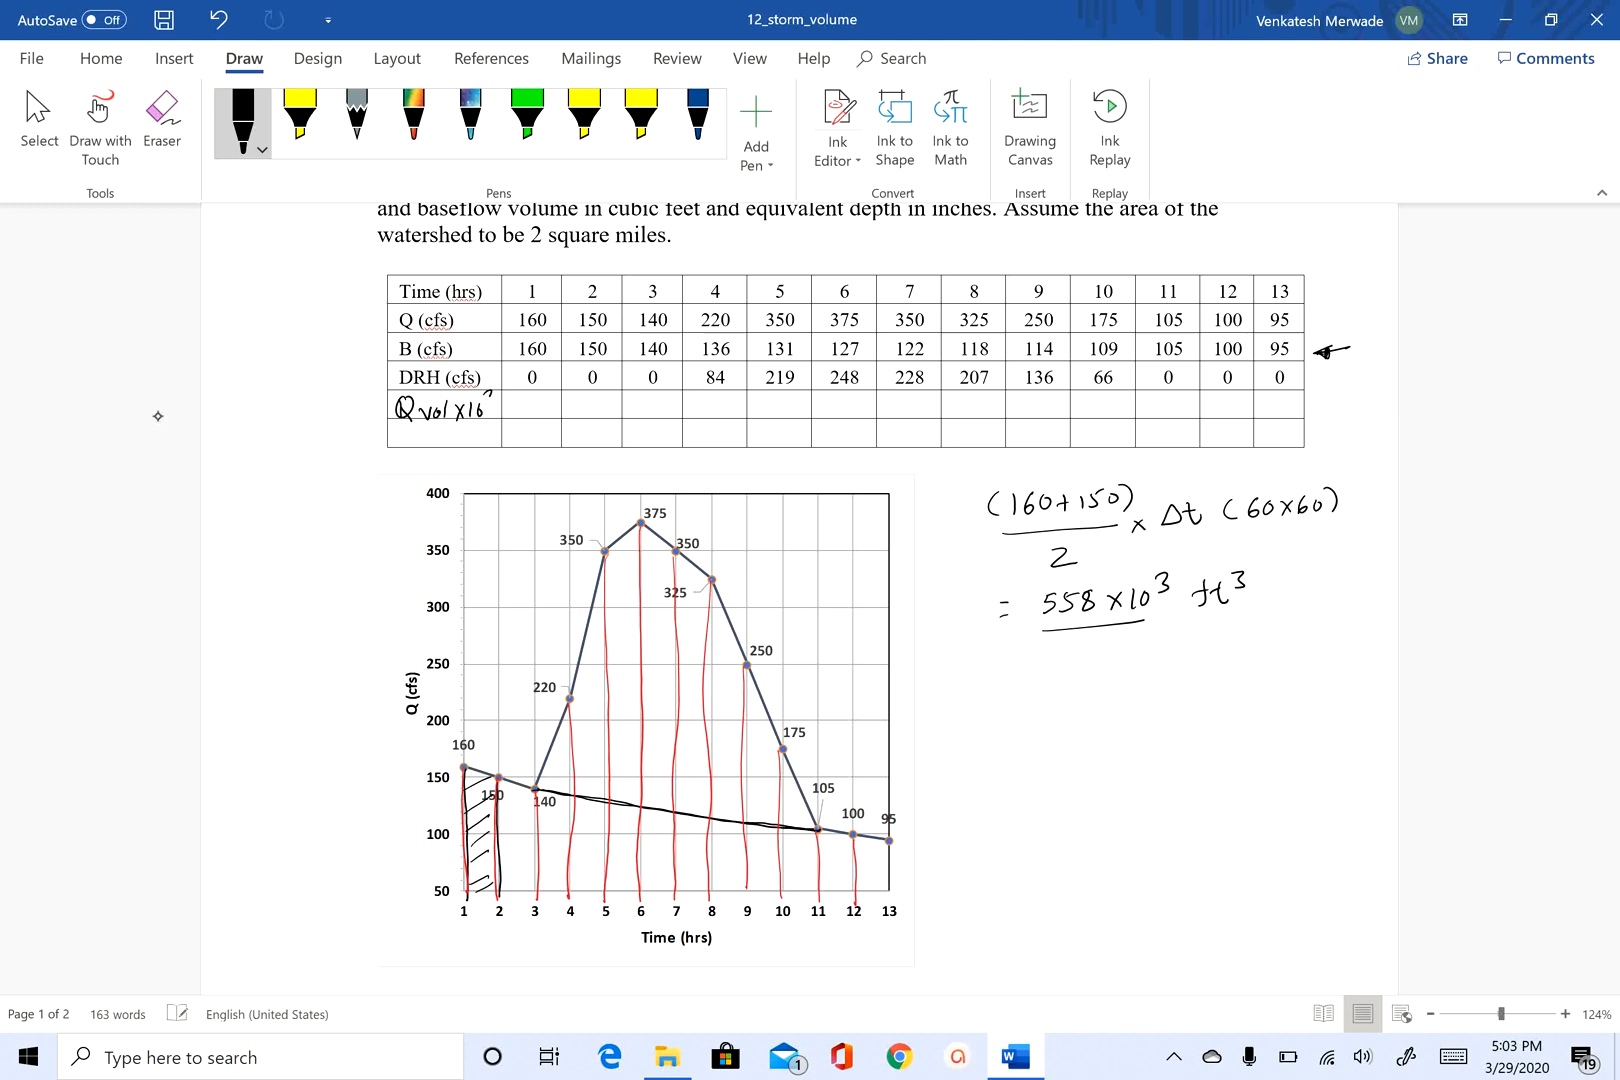 AutoSave Off 12_storm_volume Venkatesh Merwade VM
File Home Insert Draw Design Layout References Mailings Review View Help Search Share Comments
Select Draw with Touch Eraser Add Pen Ink Editor Ink to Shape Ink to Math Drawing Canvas Ink Replay
Tools Pens Convert Insert Replay
and baseflow volume in cubic feet and equivalent depth in inches. Assume the area of the
watershed to be 2 square miles.
Time (hrs) 1 2 3 4 5 6 7 8 9 10 11 12 13
Q (cfs) 160 150 140 220 350 375 350 325 250 175 105 100 95
B (cfs) 160 150 140 136 131 127 122 118 114 109 105 100 95
DRH (cfs) 0 0 0 84 219 248 228 207 136 66 0 0 0
Q vol x10
400
350
300
250
200
150
100
50
Q (cfs)
160
150
140
220
350
375
350
325
250
175
105
100
95
1 2 3 4 5 6 7 8 9 10 11 12 13
Time (hrs)
(160+150) x Δt (60x60)
2
= 558 x10³ ft³
Page 1 of 2 163 words English (United States) 124%
Type here to search 1 5:03 PM
3/29/2020 19